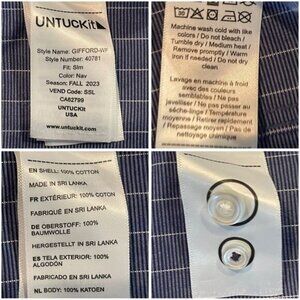 UNTUCKit
Style Name: GIFFORD-WF
Style Number: 40781
Fit: Slim
Color: Nav
Season: FALL 2023
VEND Code: SSL
CA62799
UNTUCKit
USA
www.untuckit.com
Machine wash cold with like
colors / Do not bleach /
Tumble dry / Medium heat /
Remove promptly / Warm
iron if needed / Do not dry
clean
Lavage en machine à froid
avec des couleurs
semblables / Ne pas
javelliser/Ne pas passer au
sèche-linge / Température
moyenne / Retirer rapidement
/ Repassage moyen / Pas de
nettoyage chimique
EN SHELL: 100% COTTON
MADE IN SRI LANKA
FR EXTÉRIEUR: 100% COTON
FABRIQUÉ EN SRI LANKA
DE OBERSTOFF: 100%
BAUMWOLLE
HERGESTELLT IN SRI LANKA
ES TELA EXTERIOR: 100%
ALGODÓN
FABRICADO EN SRI LANKA
NL BODY: 100% KATOEN